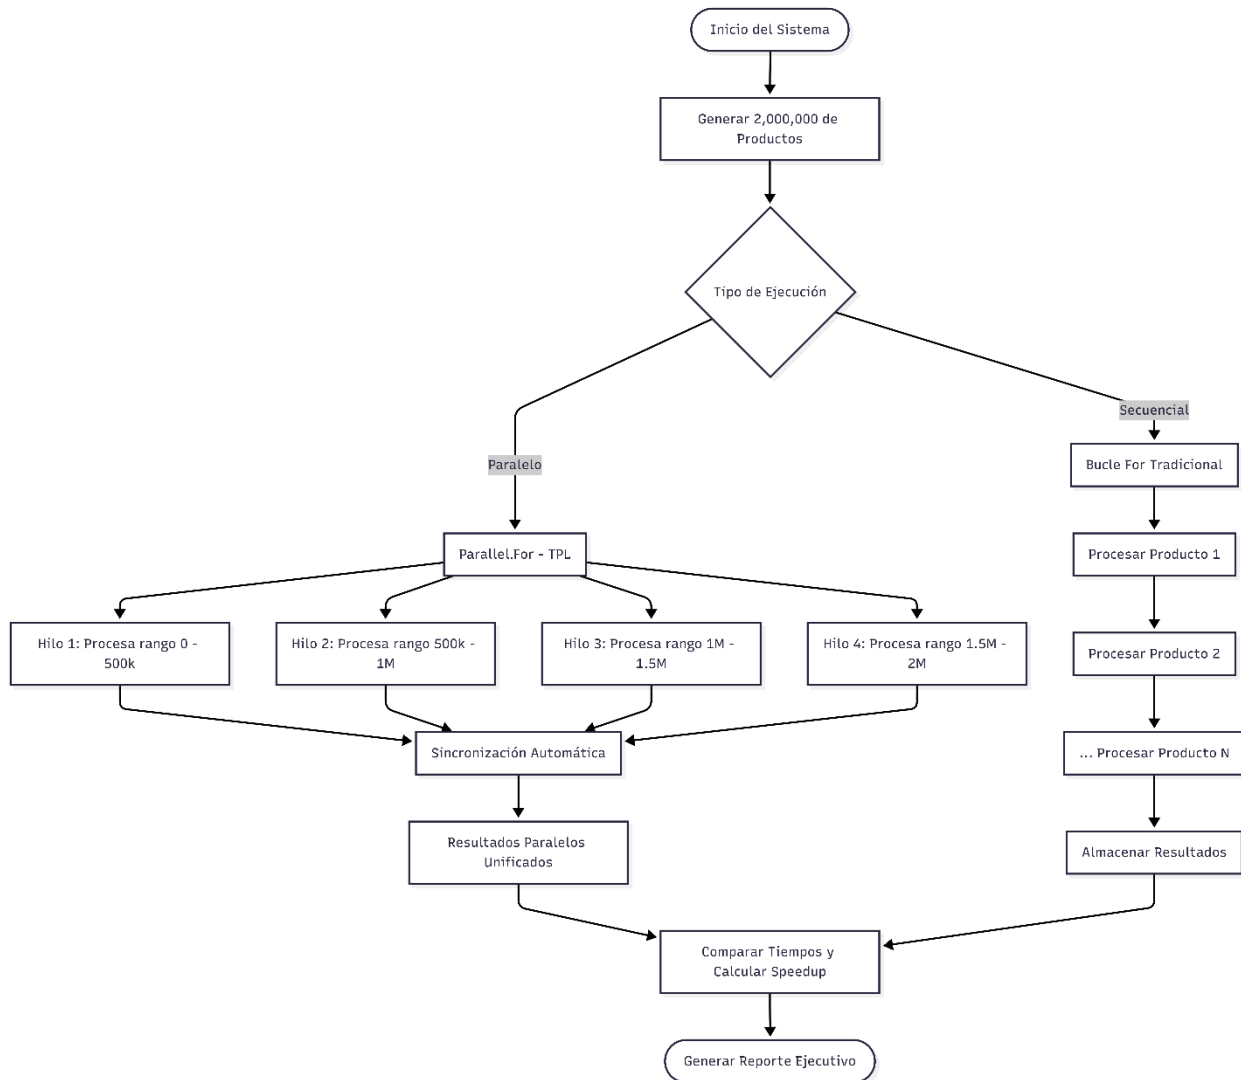 Inicio del Sistema
Generar 2,000,000 de
Productos
Tipo de Ejecución
Secuencial
Paralelo
Bucle For Tradicional
Parallel.For - TPL
Procesar Producto 1
Hilo 1: Procesa rango 0 -
500k
Hilo 2: Procesa rango 500k -
1M
Hilo 3: Procesa rango 1M -
1.5M
Hilo 4: Procesa rango 1.5M -
2M
Procesar Producto 2
Sincronización Automática
... Procesar Producto N
Resultados Paralelos
Unificados
Almacenar Resultados
Comparar Tiempos y
Calcular Speedup
Generar Reporte Ejecutivo